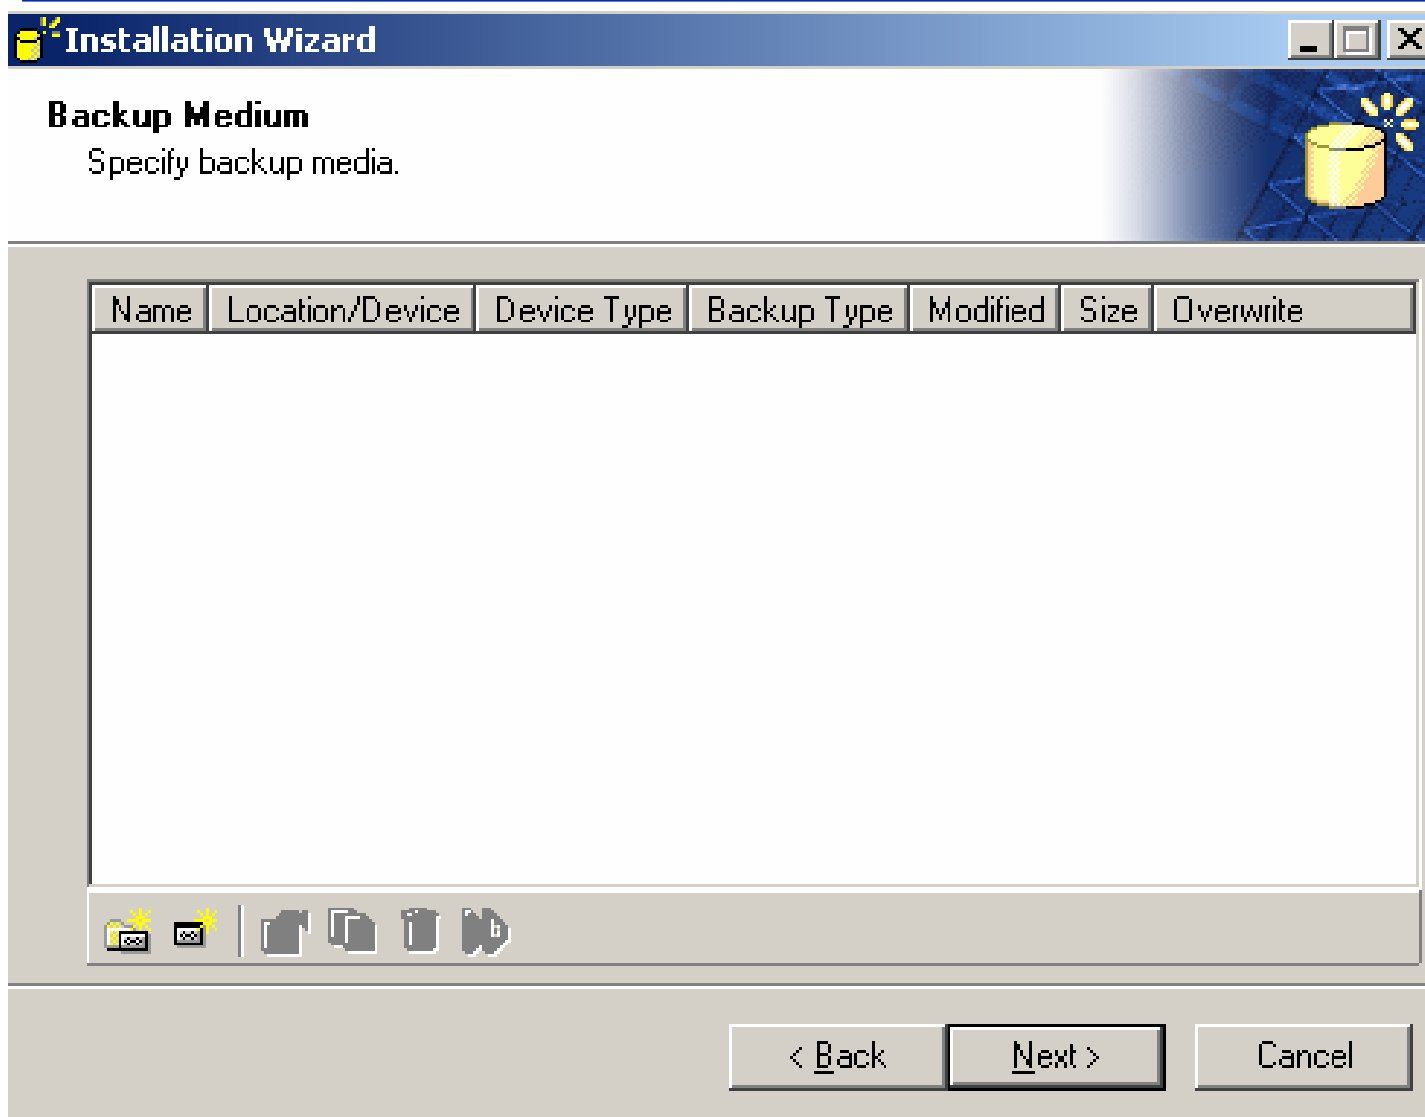 Installation Wizard
Backup Medium
Specify backup media.
Name Location/Device Device Type Backup Type Modified Size Overwrite
< Back Next > Cancel